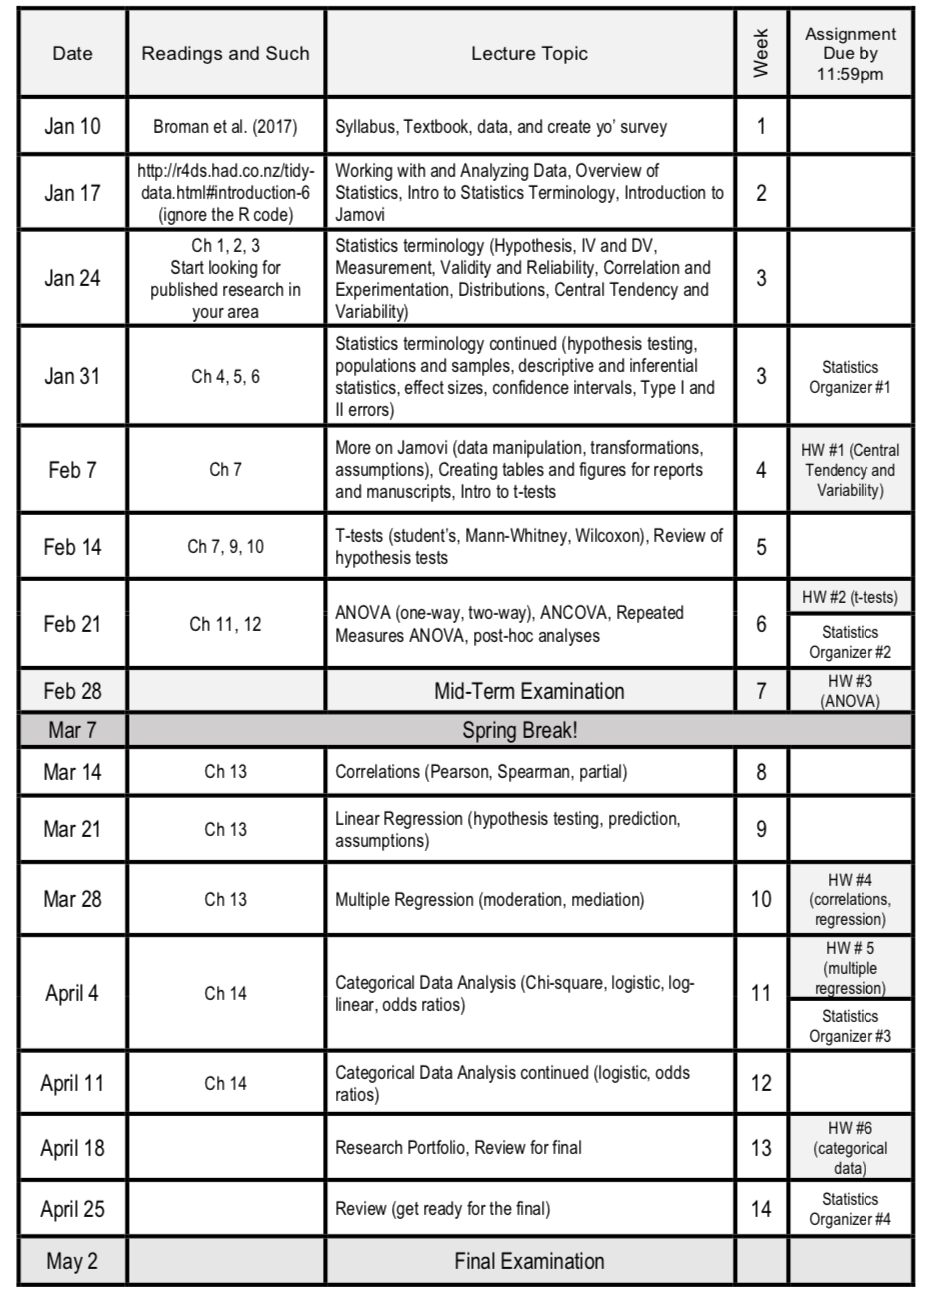 Date
Readings and Such
Lecture Topic
Week
Assignment
Due by
11:59pm
Jan 10
Broman et al. (2017)
Syllabus, Textbook, data, and create yo’ survey
1
Jan 17
http://r4ds.had.co.nz/tidy-
data.html#introduction-6
(ignore the R code)
Working with and Analyzing Data, Overview of
Statistics, Intro to Statistics Terminology, Introduction to
Jamovi
2
Jan 24
Ch 1, 2, 3
Start looking for
published research in
your area
Statistics terminology (Hypothesis, IV and DV,
Measurement, Validity and Reliability, Correlation and
Experimentation, Distributions, Central Tendency and
Variability)
3
Jan 31
Ch 4, 5, 6
Statistics terminology continued (hypothesis testing,
populations and samples, descriptive and inferential
statistics, effect sizes, confidence intervals, Type I and
II errors)
3
Statistics
Organizer #1
Feb 7
Ch 7
More on Jamovi (data manipulation, transformations,
assumptions), Creating tables and figures for reports
and manuscripts, Intro to t-tests
4
HW #1 (Central
Tendency and
Variability)
Feb 14
Ch 7, 9, 10
T-tests (student’s, Mann-Whitney, Wilcoxon), Review of
hypothesis tests
5
Feb 21
Ch 11, 12
ANOVA (one-way, two-way), ANCOVA, Repeated
Measures ANOVA, post-hoc analyses
6
HW #2 (t-tests)
Statistics
Organizer #2
Feb 28
Mid-Term Examination
7
HW #3
(ANOVA)
Mar 7
Spring Break!
Mar 14
Ch 13
Correlations (Pearson, Spearman, partial)
8
Mar 21
Ch 13
Linear Regression (hypothesis testing, prediction,
assumptions)
9
Mar 28
Ch 13
Multiple Regression (moderation, mediation)
10
HW #4
(correlations,
regression)
April 4
Ch 14
Categorical Data Analysis (Chi-square, logistic, log-
linear, odds ratios)
11
HW # 5
(multiple
regression)
Statistics
Organizer #3
April 11
Ch 14
Categorical Data Analysis continued (logistic, odds
ratios)
12
April 18
Research Portfolio, Review for final
13
HW #6
(categorical
data)
April 25
Review (get ready for the final)
14
Statistics
Organizer #4
May 2
Final Examination